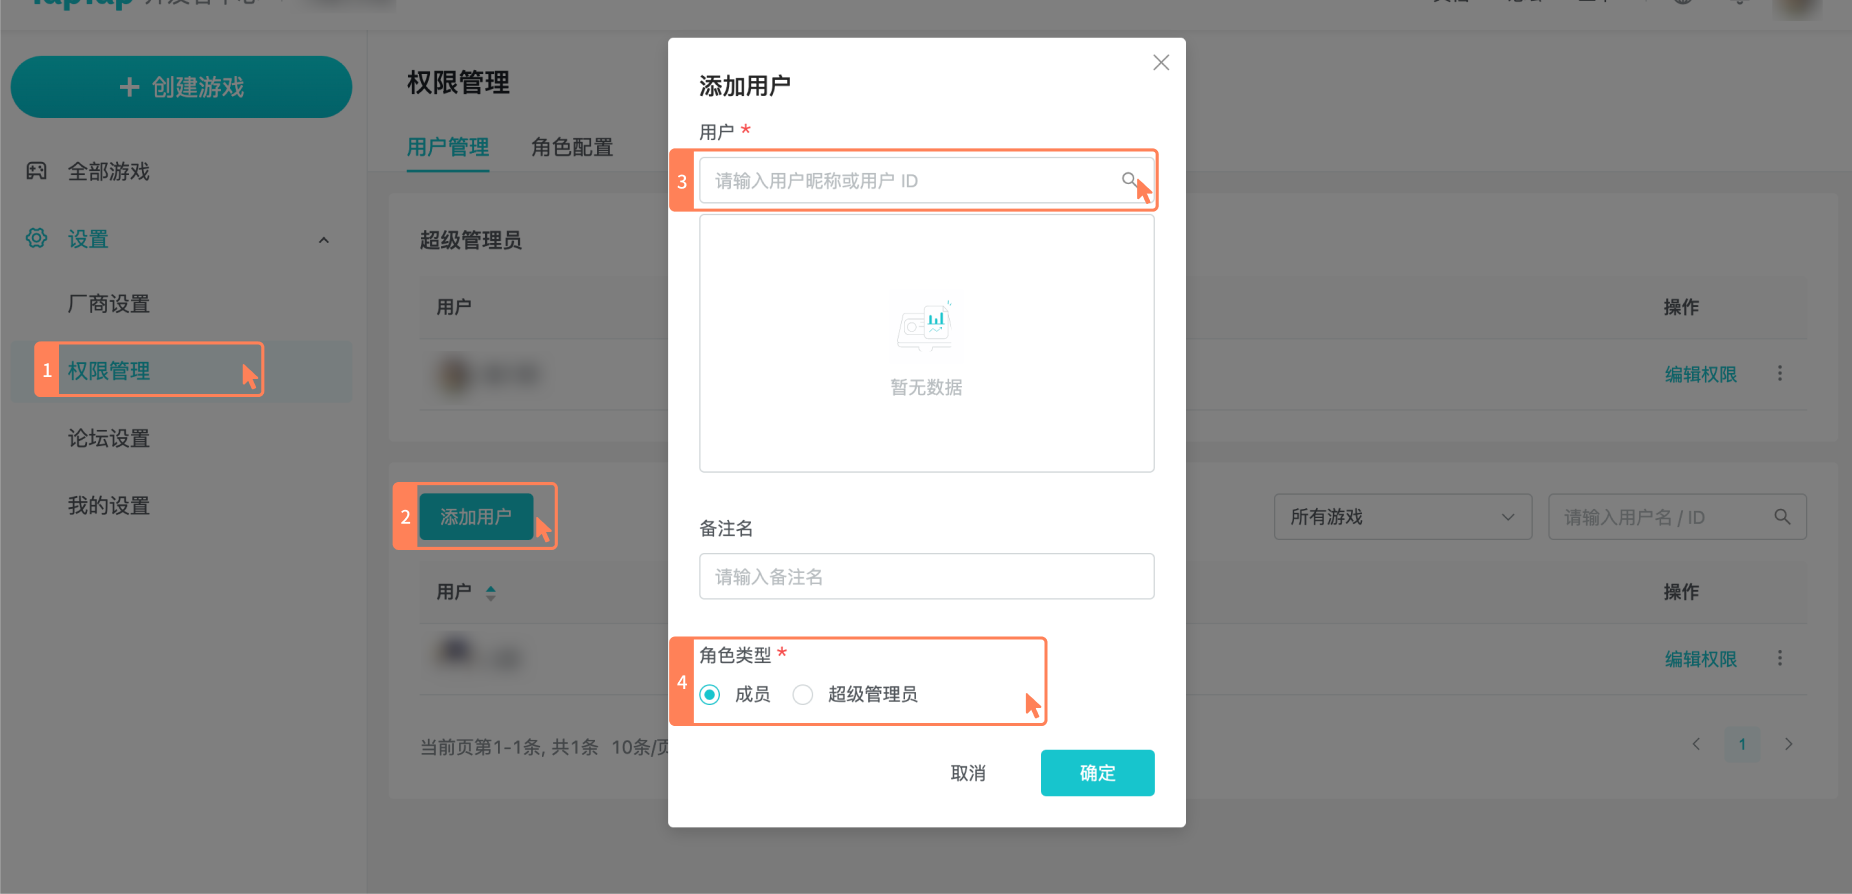 创建游戏
全部游戏
设置
厂商设置
1
权限管理
论坛设置
我的设置
权限管理
用户管理
角色配置
超级管理员
用户
操作
编辑权限
2
添加用户
所有游戏
请输入用户名 / ID
用户
操作
编辑权限
当前页第1-1条, 共1条 10条/页
1
添加用户
用户 *
3
请输入用户昵称或用户 ID
暂无数据
备注名
请输入备注名
4
角色类型 *
成员
超级管理员
取消
确定